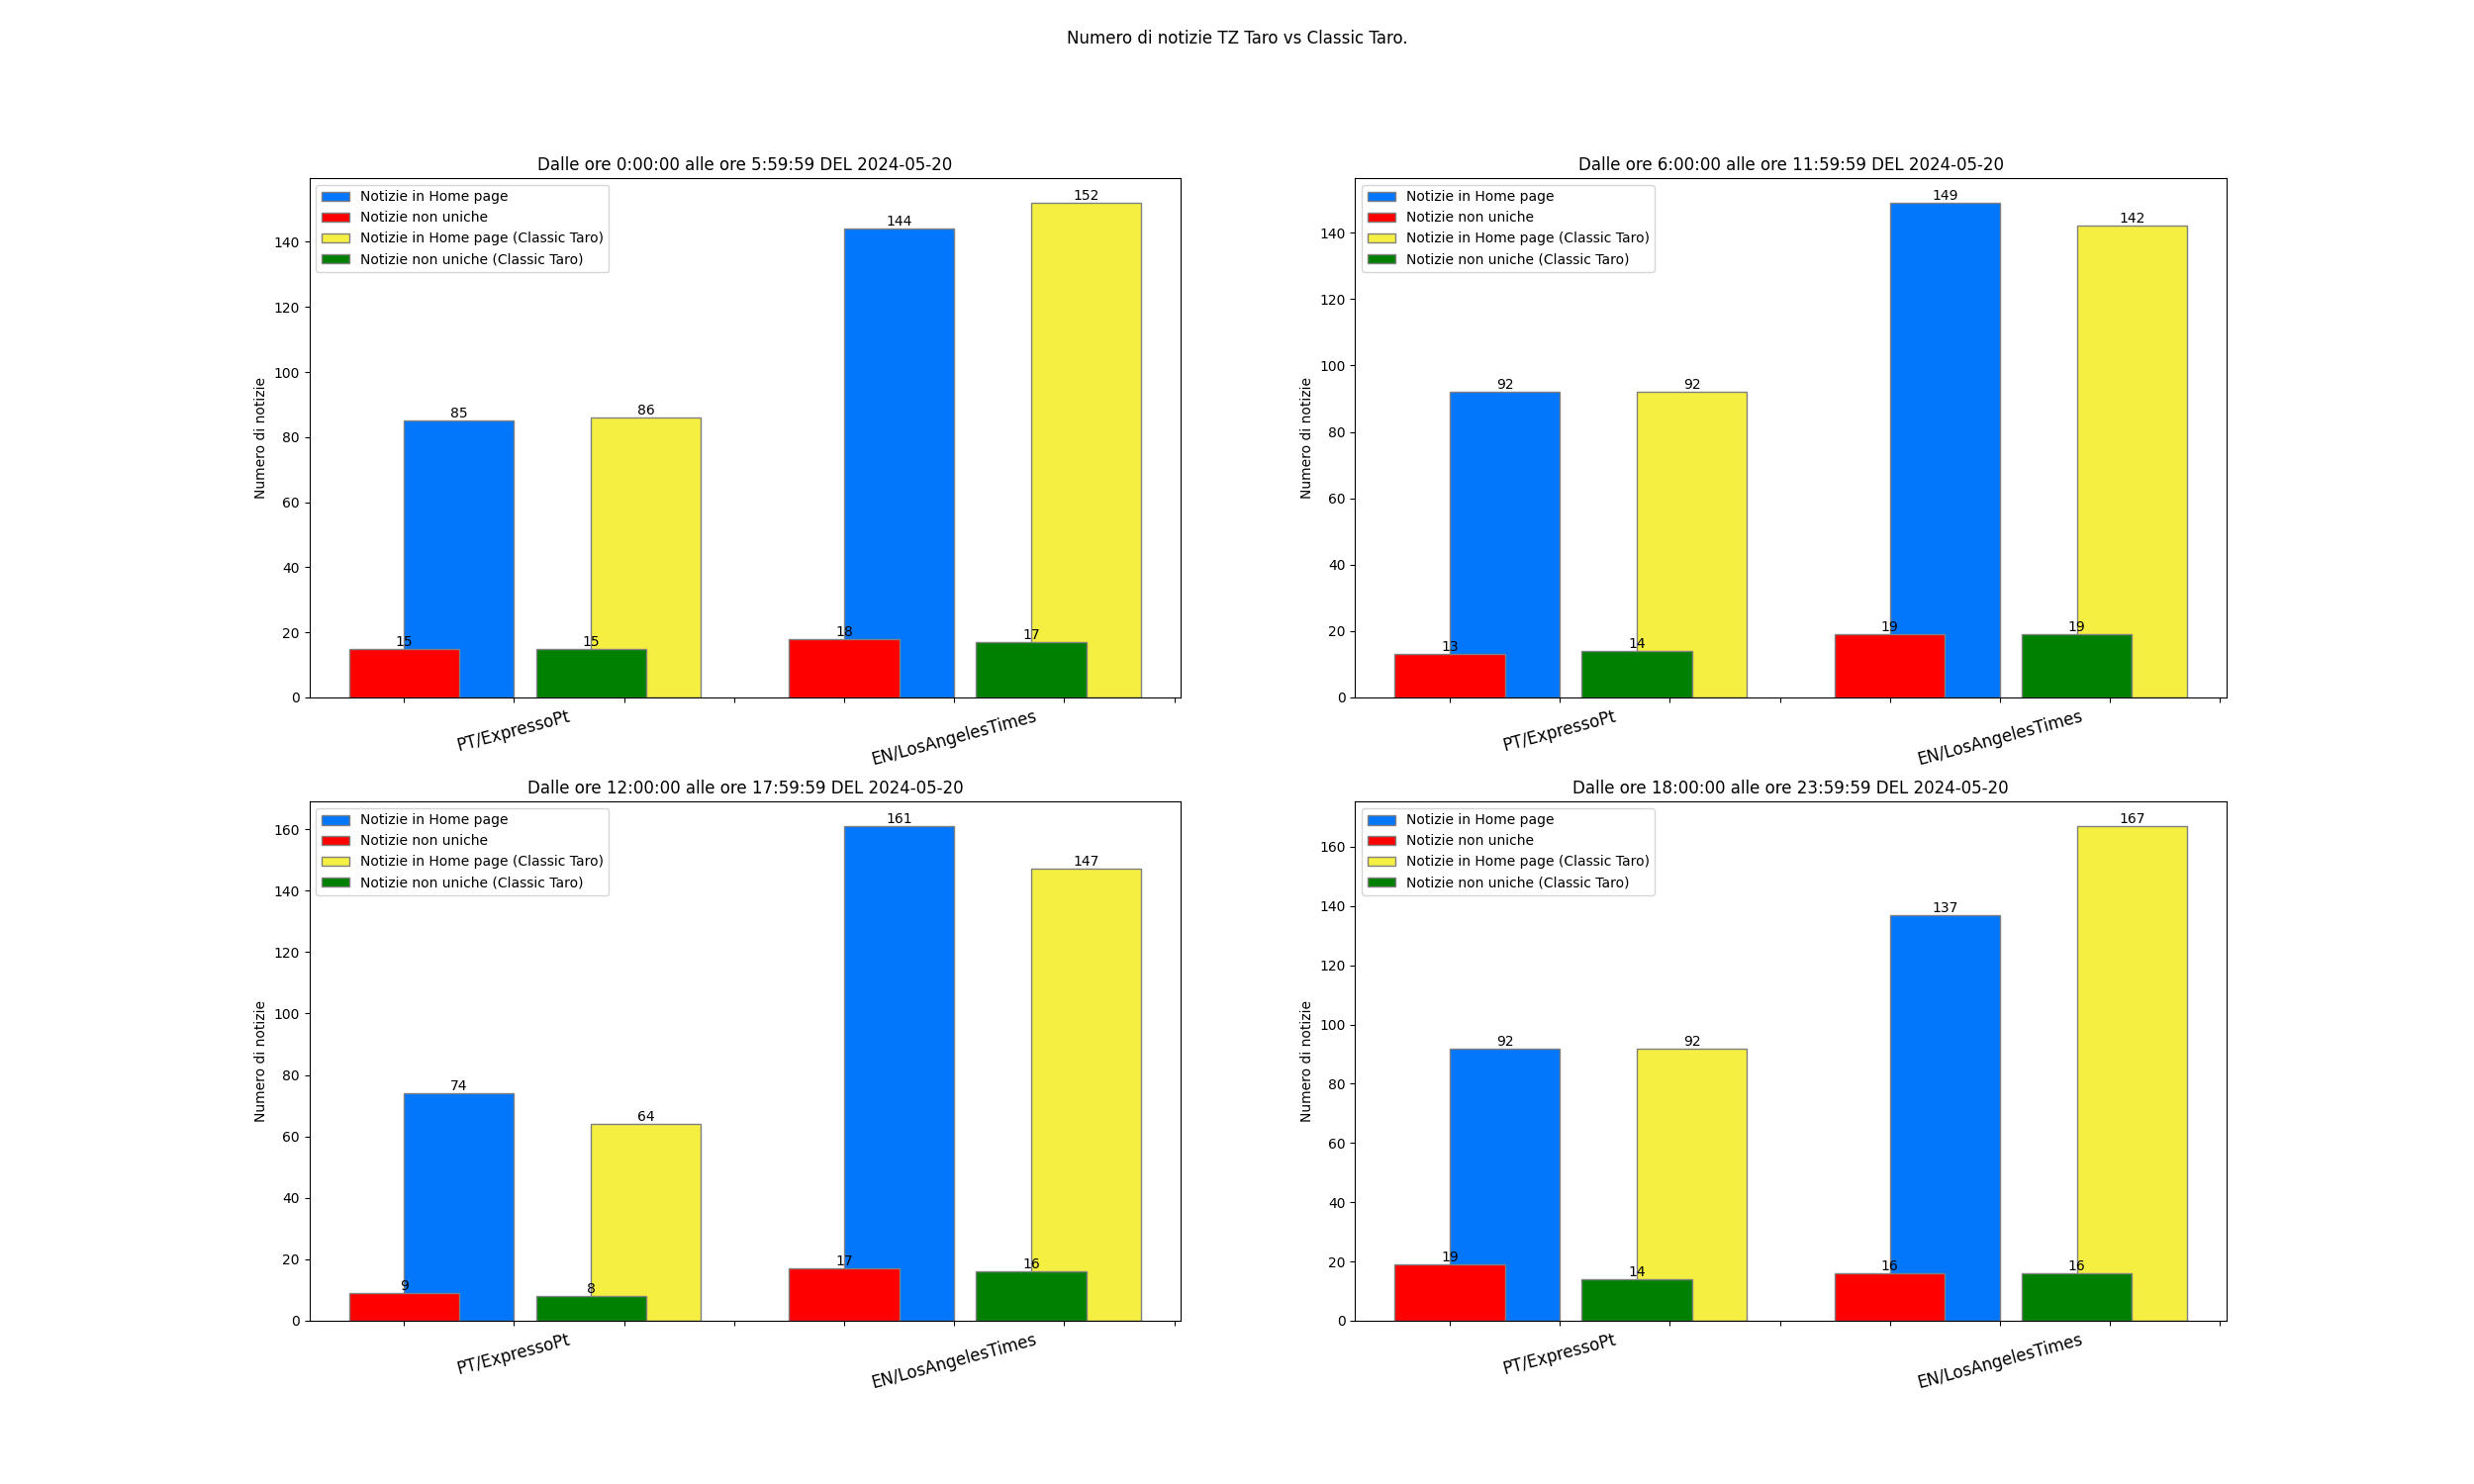 Numero di notizie TZ Taro vs Classic Taro.
Dalle ore 0:00:00 alle ore 5:59:59 DEL 2024-05-20
Notizie in Home page
Notizie non uniche
Notizie in Home page (Classic Taro)
Notizie non uniche (Classic Taro)
Numero di notizie
140
120
100
80
60
40
20
0
85
86
144
152
15
15
18
17
PT/ExpressoPt
EN/LosAngelesTimes
Dalle ore 6:00:00 alle ore 11:59:59 DEL 2024-05-20
Notizie in Home page
Notizie non uniche
Notizie in Home page (Classic Taro)
Notizie non uniche (Classic Taro)
Numero di notizie
140
120
100
80
60
40
20
0
92
92
149
142
13
14
19
19
PT/ExpressoPt
EN/LosAngelesTimes
Dalle ore 12:00:00 alle ore 17:59:59 DEL 2024-05-20
Notizie in Home page
Notizie non uniche
Notizie in Home page (Classic Taro)
Notizie non uniche (Classic Taro)
Numero di notizie
160
140
120
100
80
60
40
20
0
74
64
161
147
9
8
17
16
PT/ExpressoPt
EN/LosAngelesTimes
Dalle ore 18:00:00 alle ore 23:59:59 DEL 2024-05-20
Notizie in Home page
Notizie non uniche
Notizie in Home page (Classic Taro)
Notizie non uniche (Classic Taro)
Numero di notizie
160
140
120
100
80
60
40
20
0
92
92
137
167
19
14
16
16
PT/ExpressoPt
EN/LosAngelesTimes